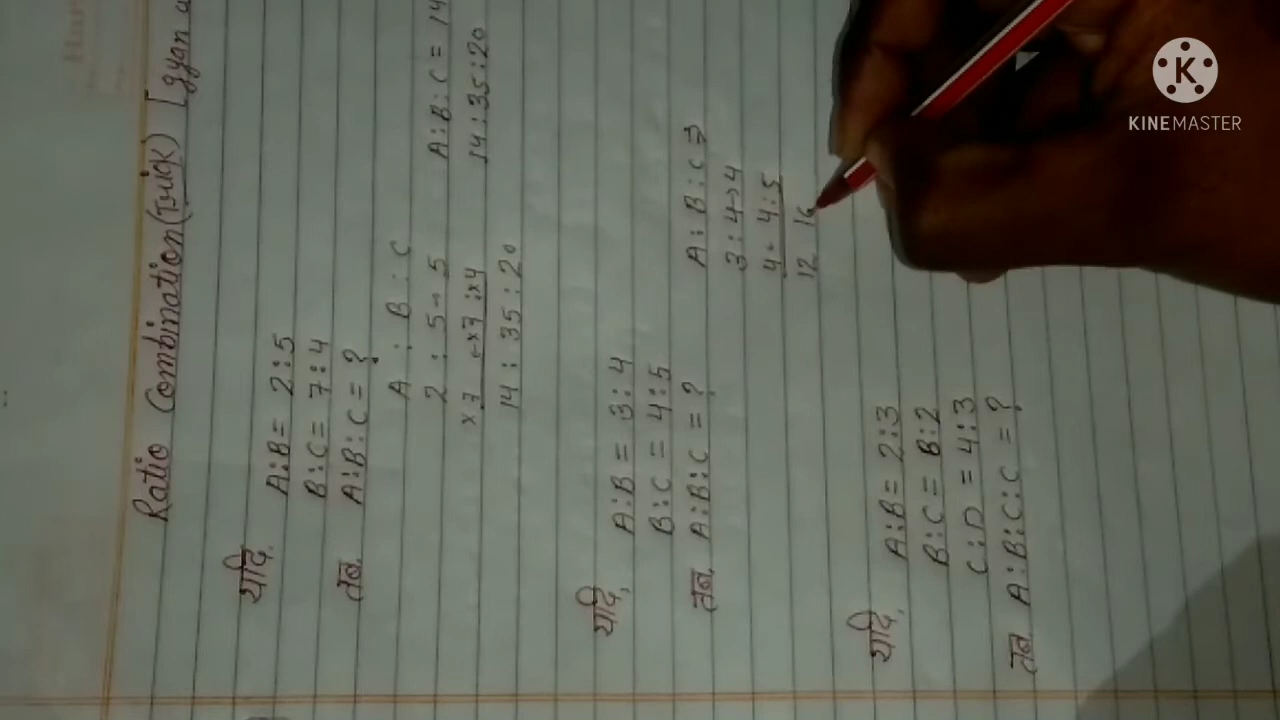 Ratio Combination (Trick) [gyan
यदि, A:B = 2:5
B:C = 7:4
तब, A:B:C = ?
A : B : C
2 : 5→5
×7 ←×7 :×4
14 : 35 : 20
A:B:C = 14
14:35:20
यदि, A:B = 3:4
B:C = 4:5
तब, A:B:C = ?
A:B:C ⇒
3:4→4
4← 4:5
12 16
यदि, A:B = 2:3
B:C = B:2
C:D = 4:3
तब, A:B:C:C = ?
KINEMASTER